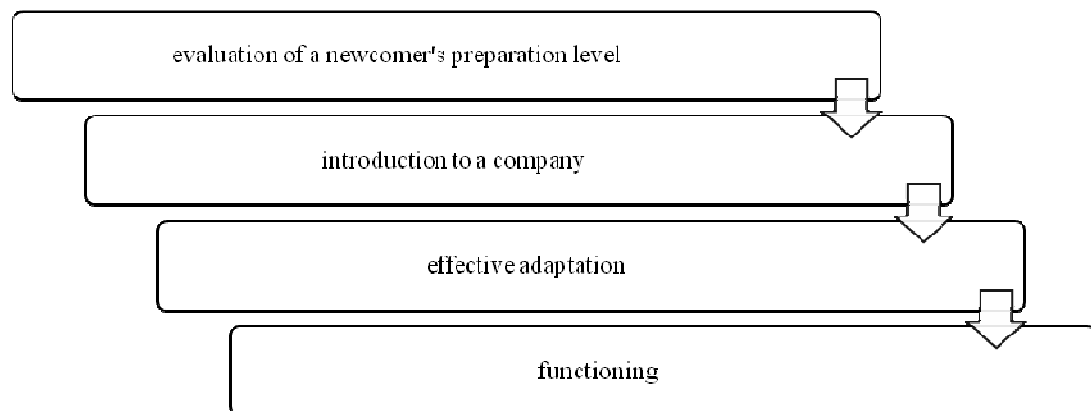 evaluation of a newcomer's preparation level
introduction to a company
effective adaptation
functioning